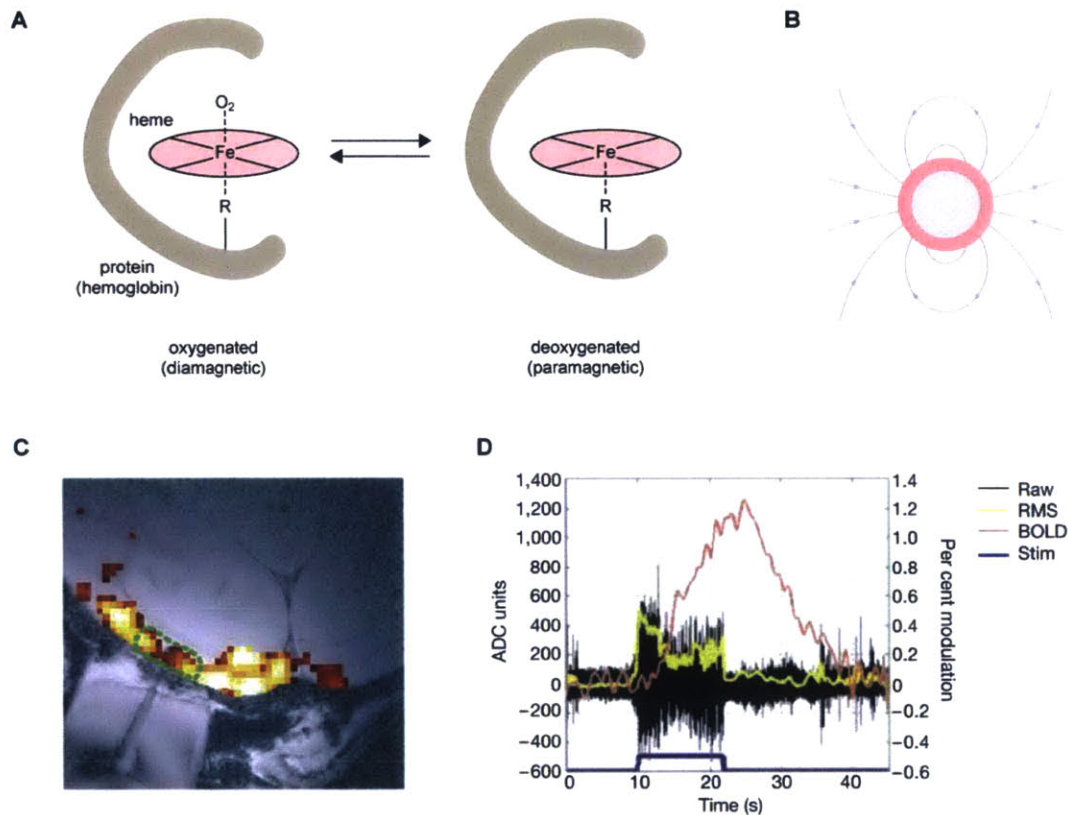 A
heme
O₂
Fe
R
protein
(hemoglobin)
oxygenated
(diamagnetic)
Fe
R
deoxygenated
(paramagnetic)
B
C
D
ADC units
1,400
1,200
1,000
800
600
400
200
0
−200
−400
−600
1.4
1.2
1.0
0.8
0.6
0.4
0.2
0
−0.2
−0.4
−0.6
Per cent modulation
0 10 20 30 40
Time (s)
Raw
RMS
BOLD
Stim